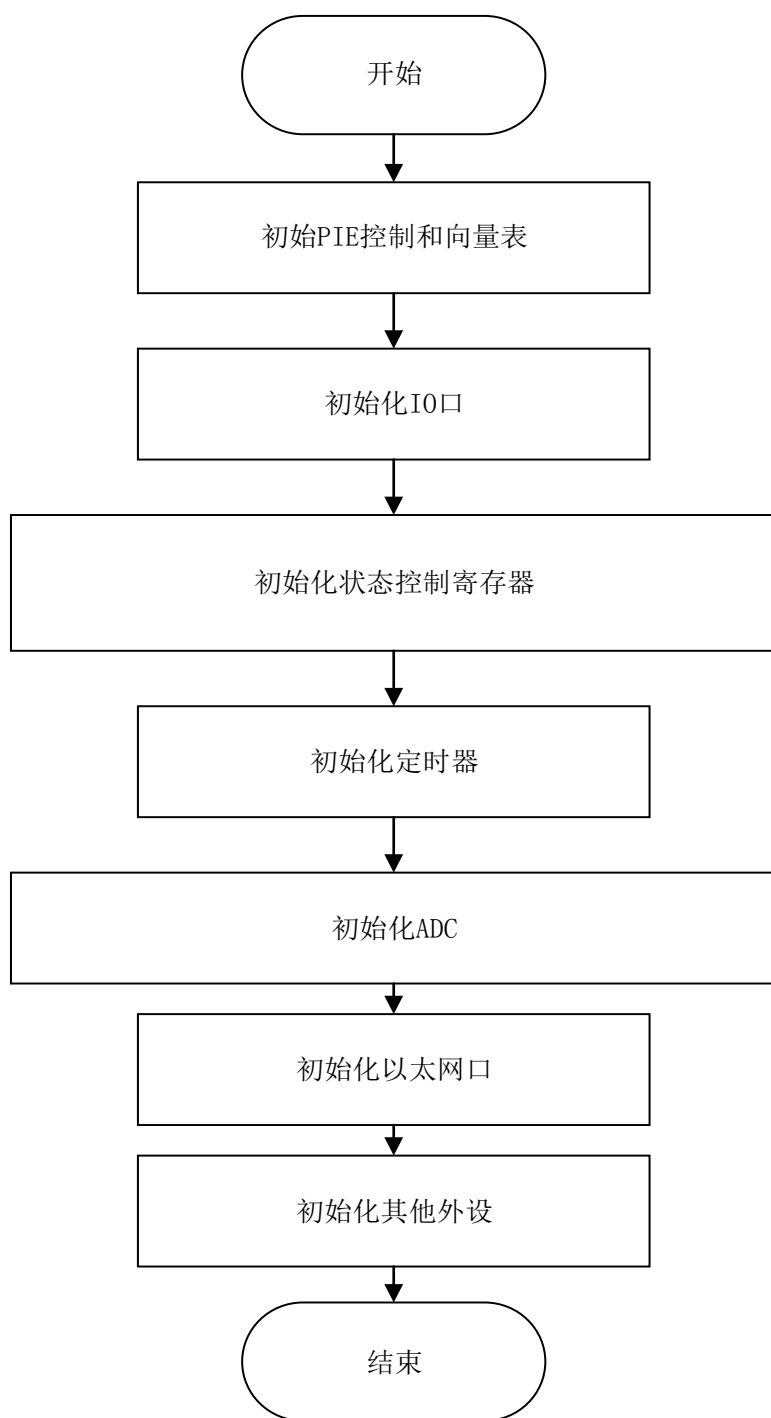 开始
初始PIE控制和向量表
初始化IO口
初始化状态控制寄存器
初始化定时器
初始化ADC
初始化以太网口
初始化其他外设
结束